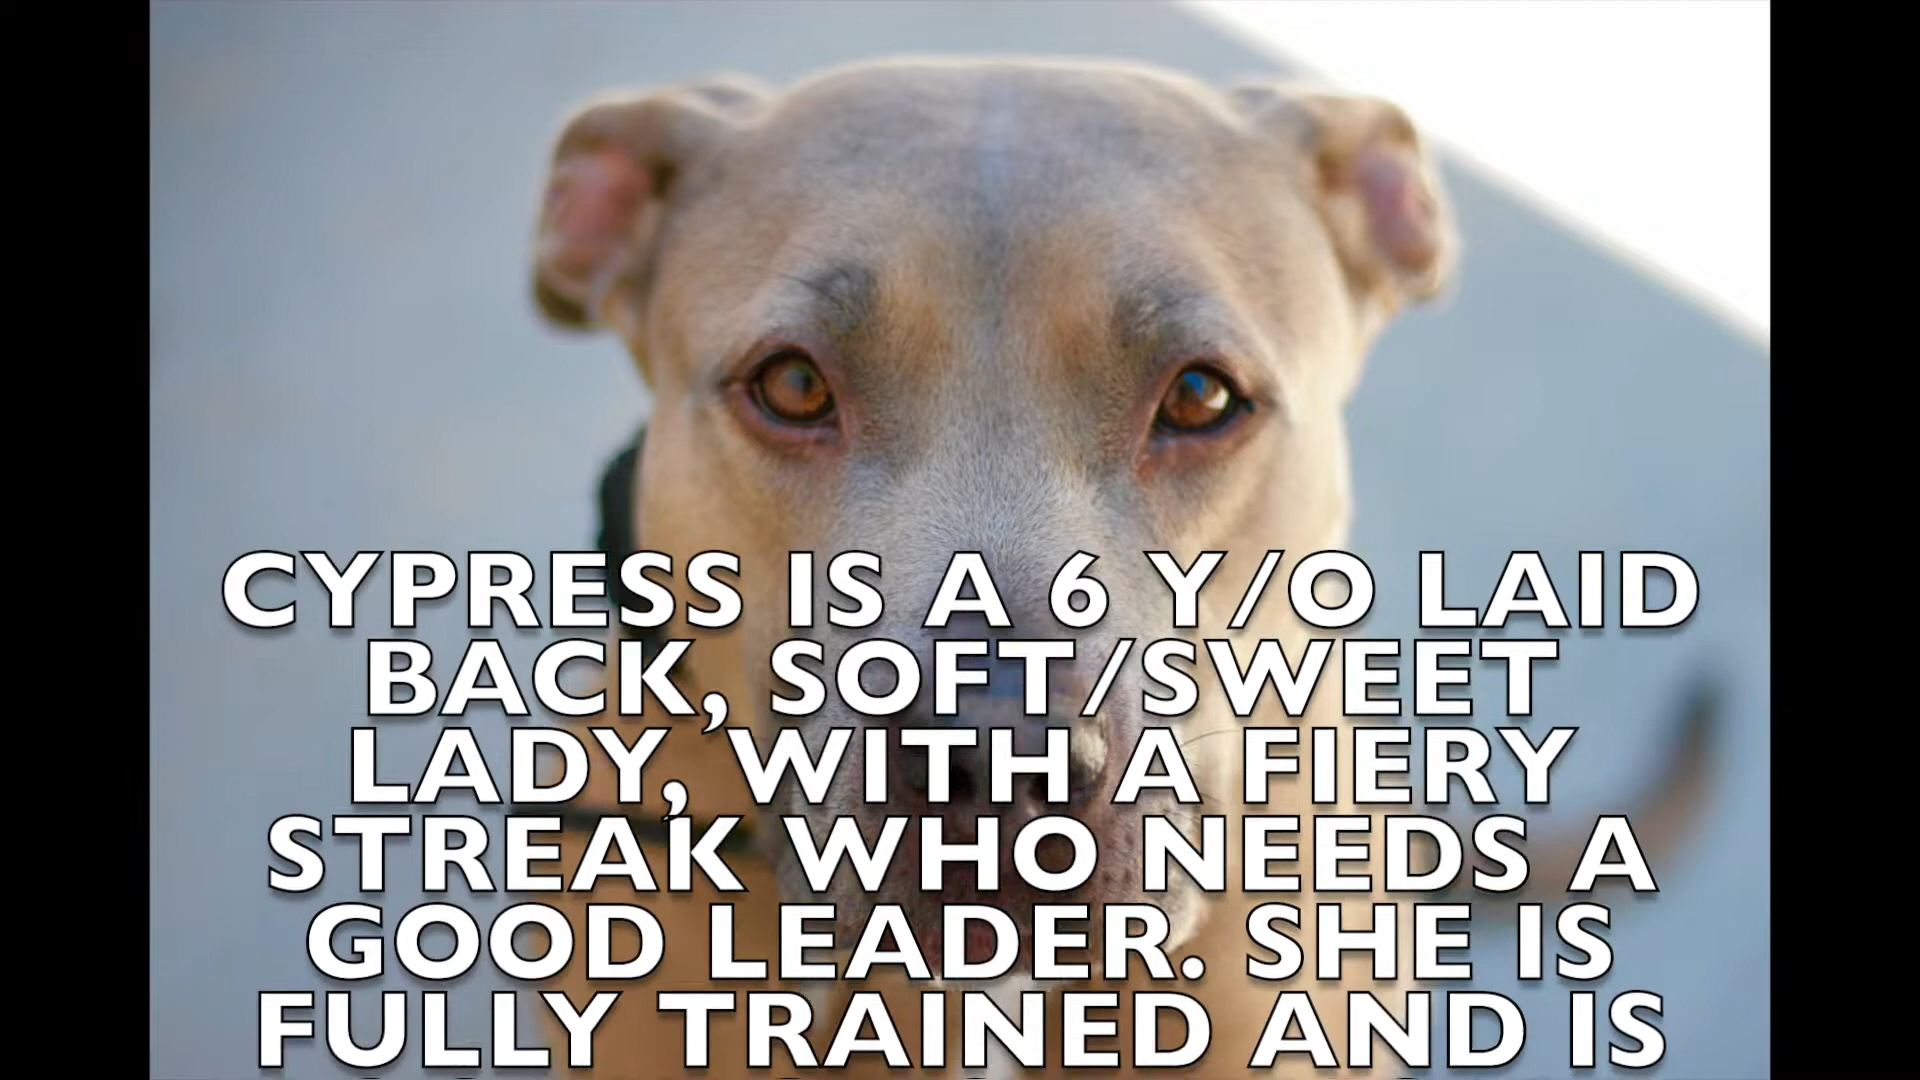 CYPRESS IS A 6 Y/O LAID
BACK, SOFT/SWEET
LADY, WITH A FIERY
STREAK WHO NEEDS A
GOOD LEADER. SHE IS
FULLY TRAINED AND IS